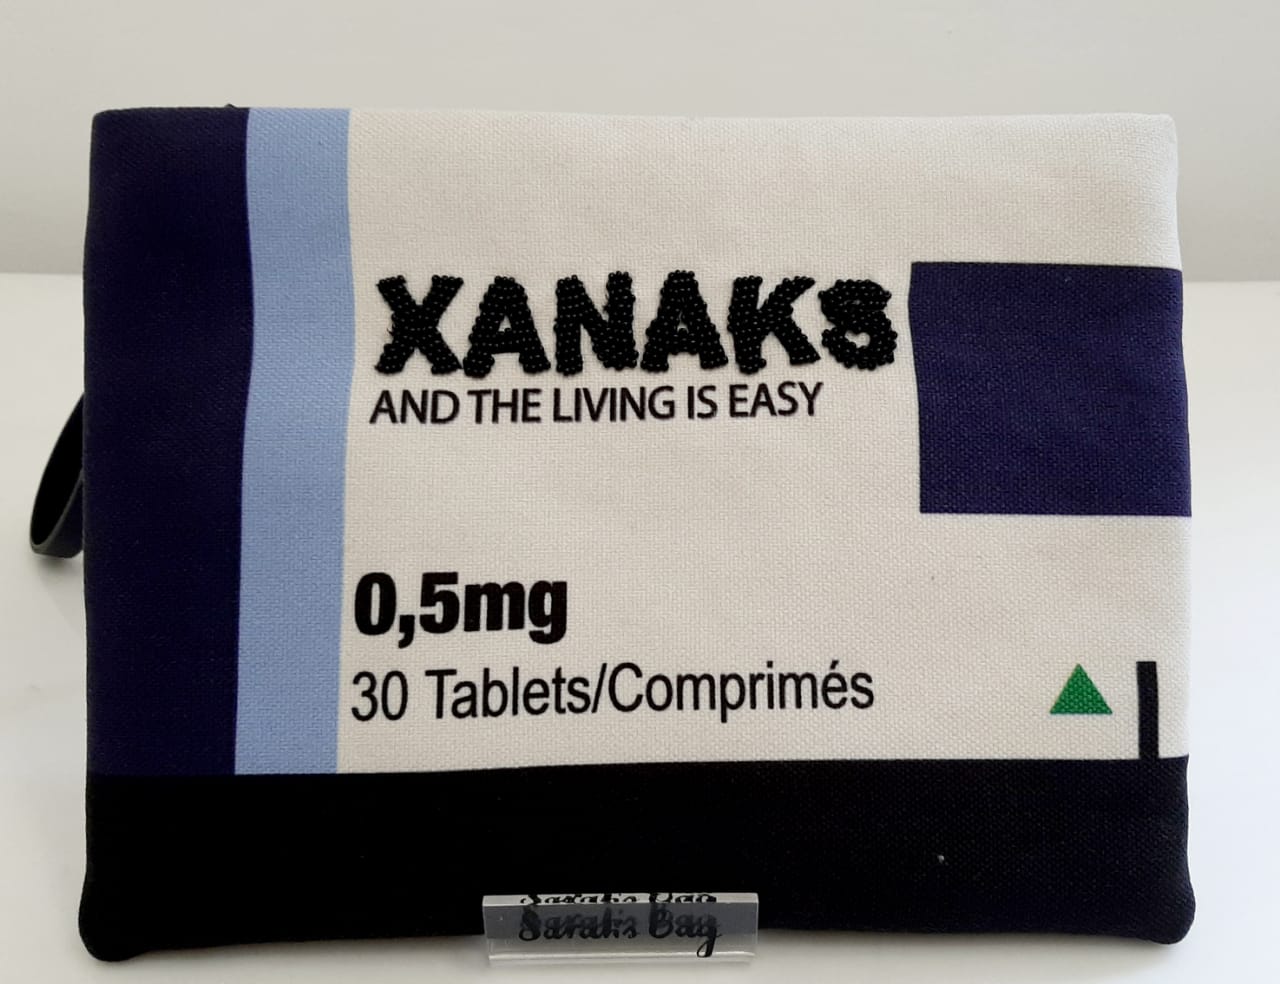 XANAKS
AND THE LIVING IS EASY
0,5mg
30 Tablets/Comprimés
Sarah's Bag